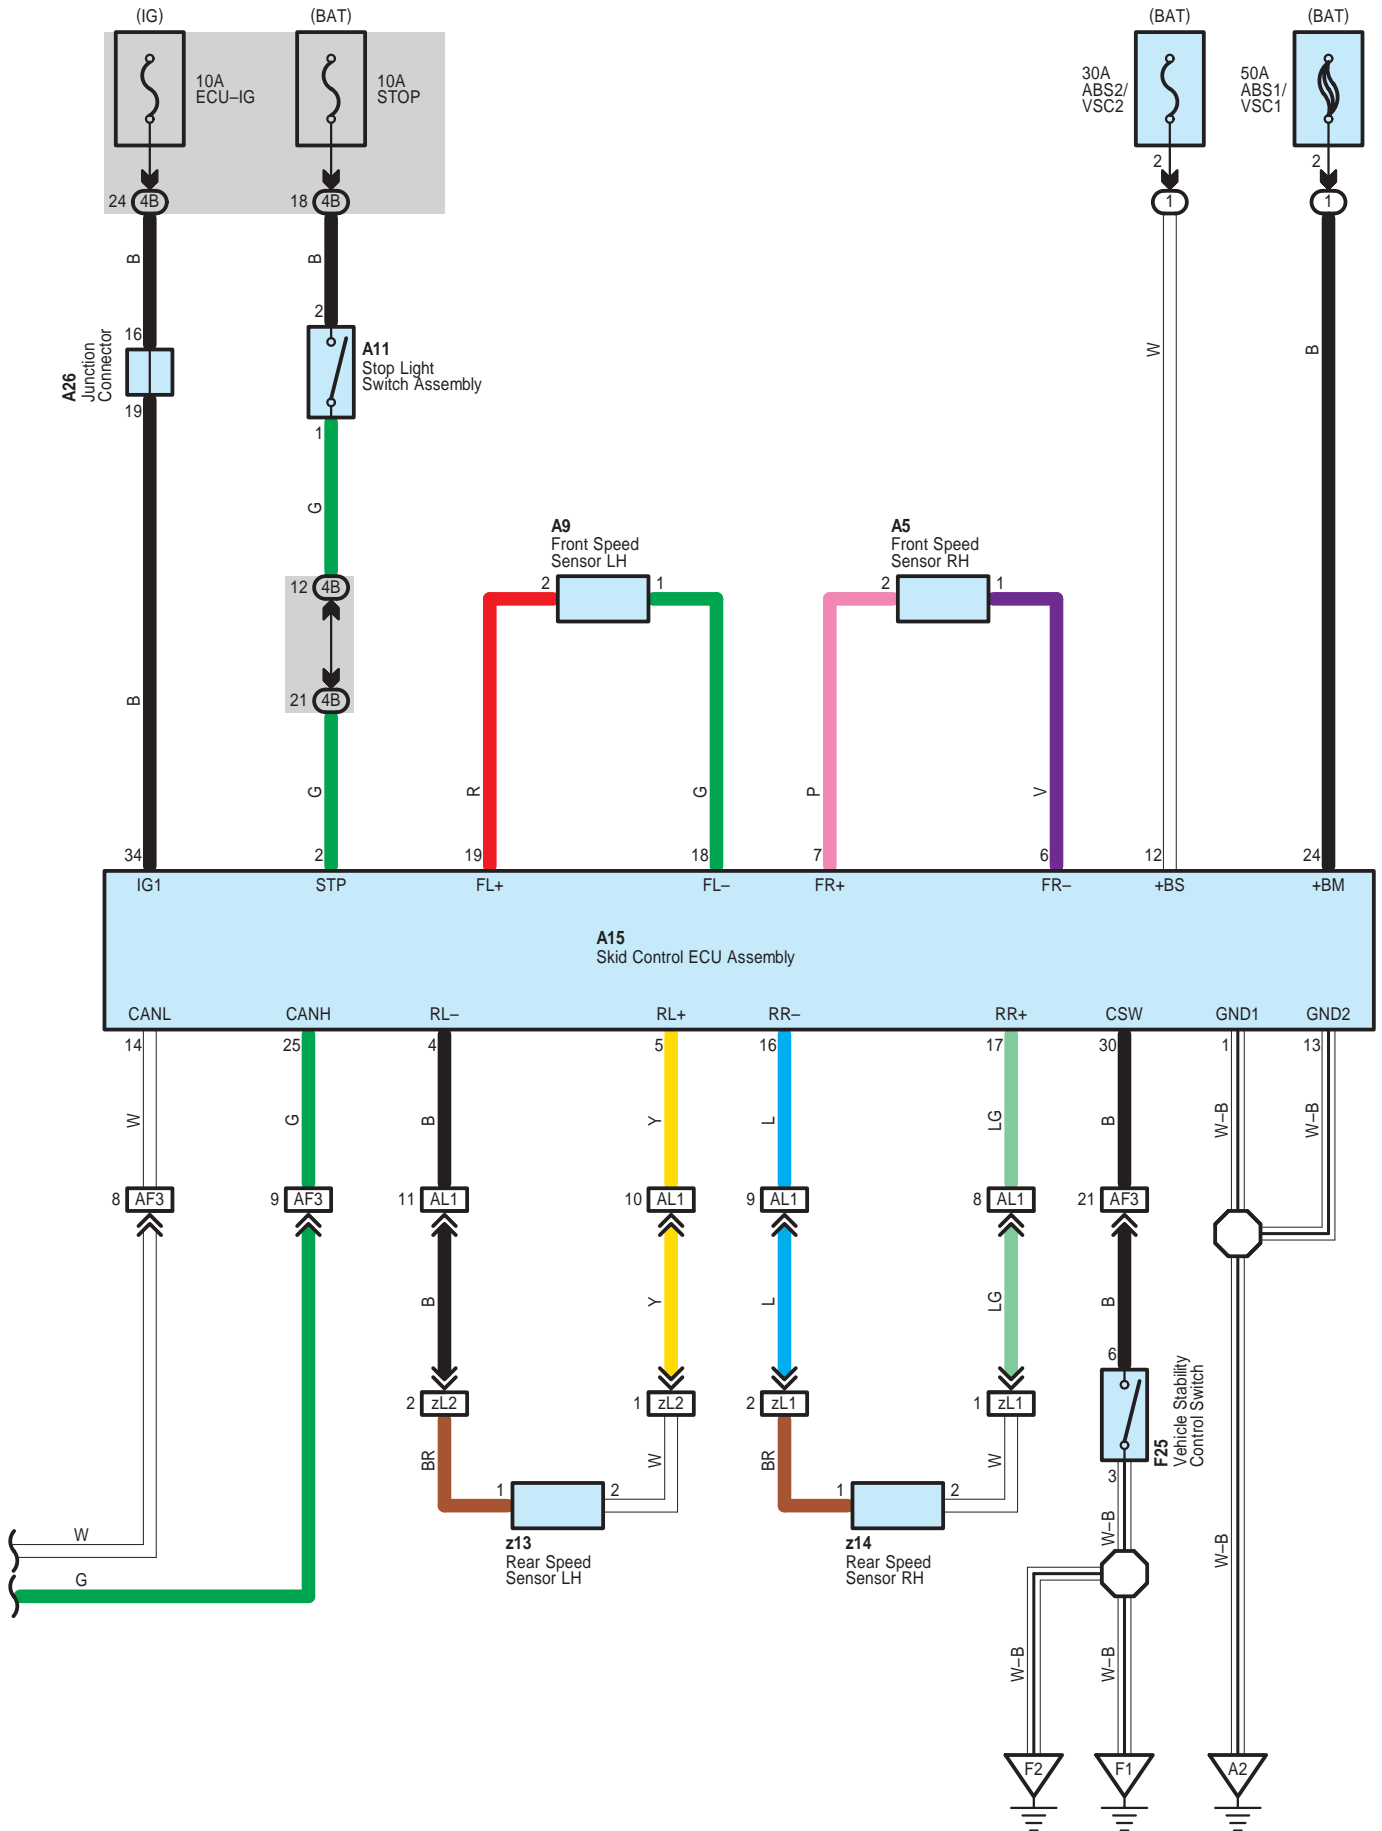 (IG) (BAT) (BAT) (BAT)
10A
ECU–IG
10A
STOP
30A
ABS2/
VSC2
50A
ABS1/
VSC1
2 2
24 4B 18 4B 1 1
B B
2
16
A26
Junction
Connector
A11
Stop Light
Switch Assembly
W B
19 1
G
A9
Front Speed
Sensor LH
A5
Front Speed
Sensor RH
12 4B 2 1 2 1
B 21 4B
G R G P V
34 2 19 18 7 6 12 24
IG1 STP FL+ FL– FR+ FR– +BS +BM
A15
Skid Control ECU Assembly
CANL CANH RL– RL+ RR– RR+ CSW GND1 GND2
14 25 4 5 16 17 30 1 13
W G B Y L LG B W–B W–B
8 AF3 9 AF3 11 AL1 10 AL1 9 AL1 8 AL1 21 AF3
B Y L LG B
6
F25
Vehicle Stability
Control Switch
2 zL2 1 zL2 2 zL1 1 zL1
BR W BR W
3
1 2 1 2
W W–B W–B
z13
Rear Speed
Sensor LH
z14
Rear Speed
Sensor RH
G
W–B W–B
F2 F1 A2